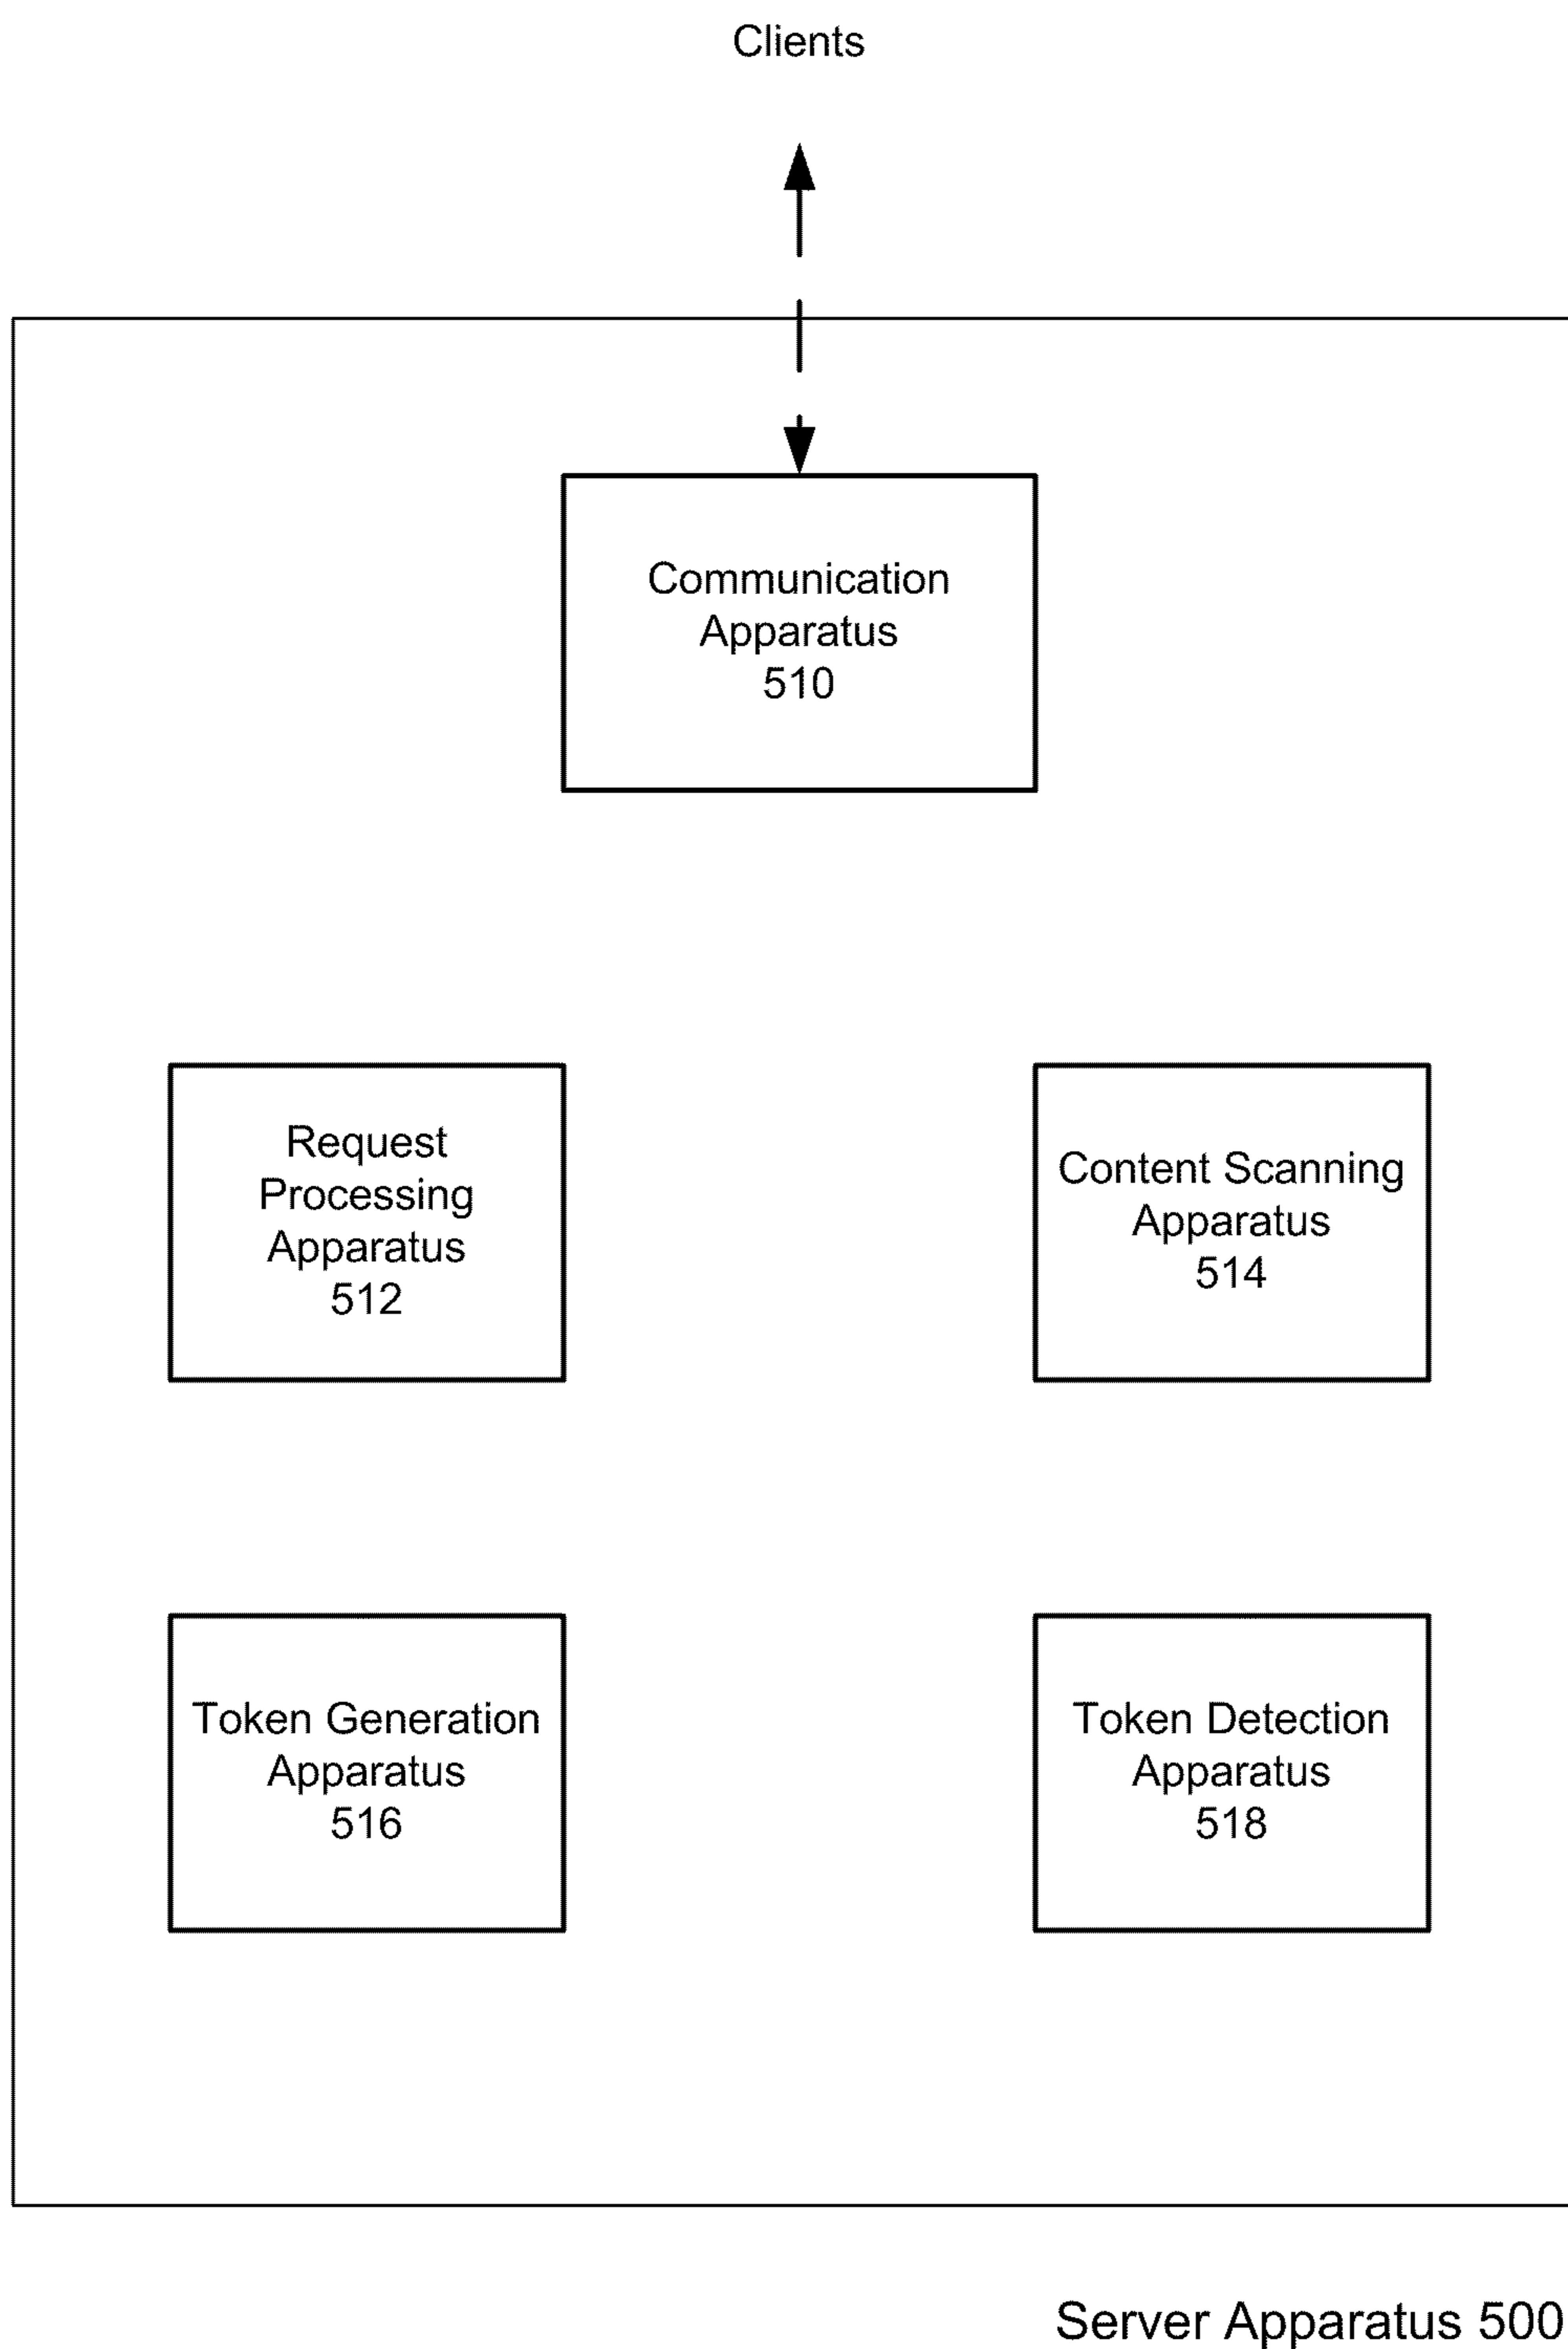 Clients
Communication
Apparatus
510
Request
Processing
Apparatus
512
Content Scanning
Apparatus
514
Token Generation
Apparatus
516
Token Detection
Apparatus
518
Server Apparatus 500